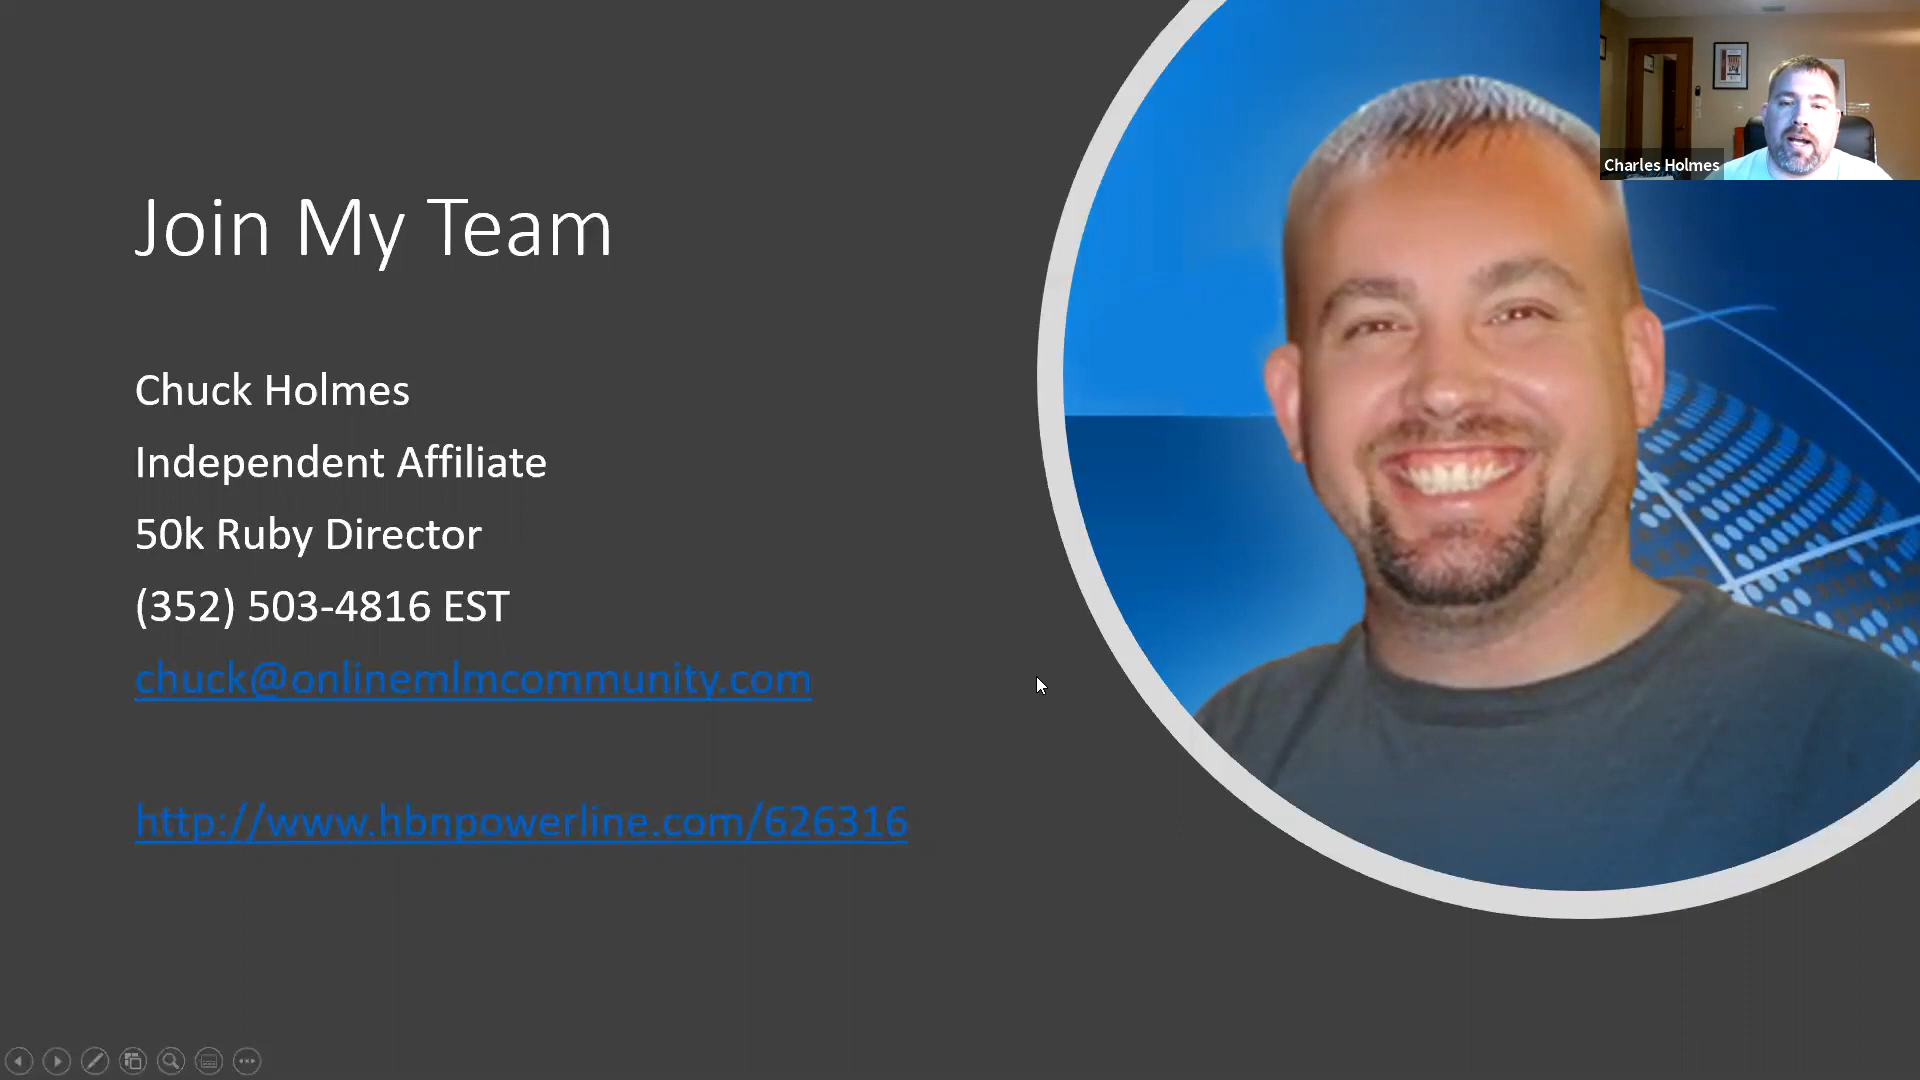 Join My Team
Chuck Holmes
Independent Affiliate
50k Ruby Director
(352) 503-4816 EST
chuck@onlinemlmcommunity.com
http://www.hbnpowerline.com/626316
Charles Holmes